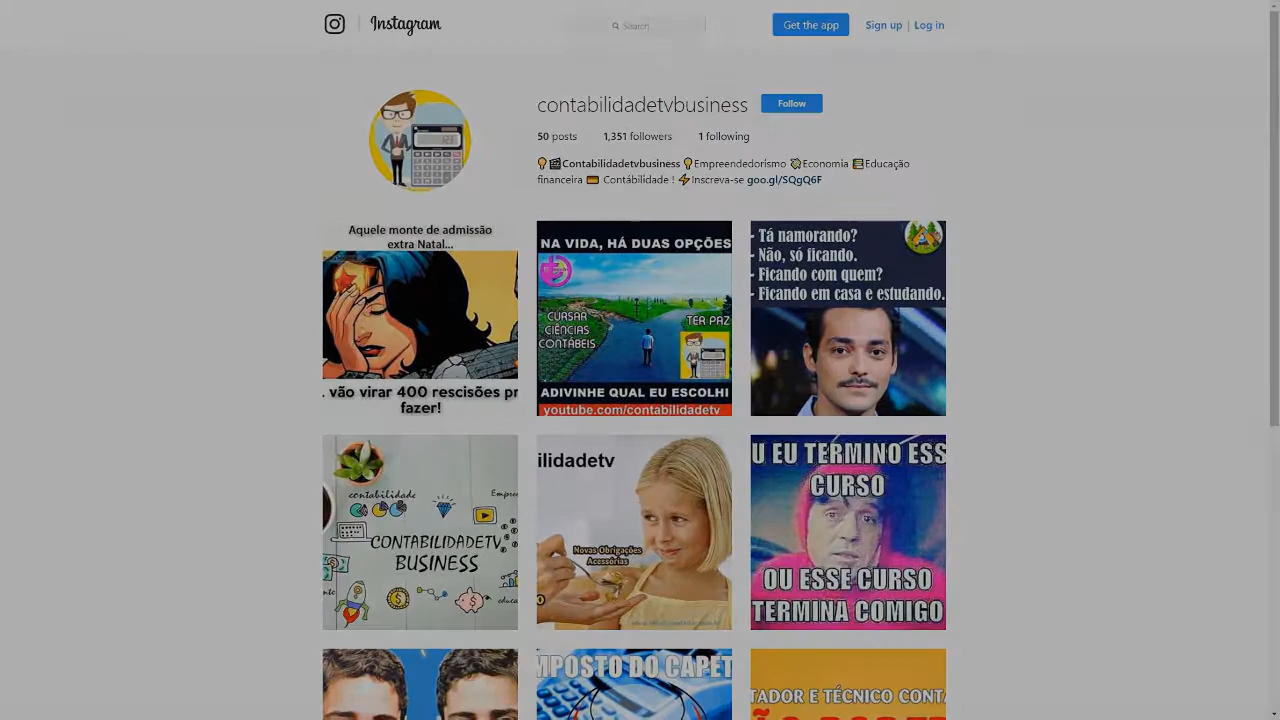 Instagram
Search
Get the app
Sign up | Log in
contabilidadetvbusiness
Follow
50 posts
1,351 followers
1 following
Contabilidadetvbusiness Empreendedorismo Economia Educação
financeira Contábilidade ! Inscreva-se goo.gl/SQgQ6F
Aquele monte de admissão
extra Natal...
. vão virar 400 rescisões pr
fazer!
NA VIDA, HÁ DUAS OPÇÕES
CURSAR
CIÊNCIAS
CONTÁBEIS
TER PAZ
ADIVINHE QUAL EU ESCOLHI
youtube.com/contabilidadetv
- Tá namorando?
- Não, só ficando.
- Ficando com quem?
- Ficando em casa e estudando.
contabilidade
Empre
CONTABILIDADETV
BUSINESS
educa
ilidadetv
Novas Obrigações
Acessórias
U EU TERMINO ESS
CURSO
OU ESSE CURSO
TERMINA COMIGO
MPOSTO DO CAPET
TADOR E TÉCNICO CONTA